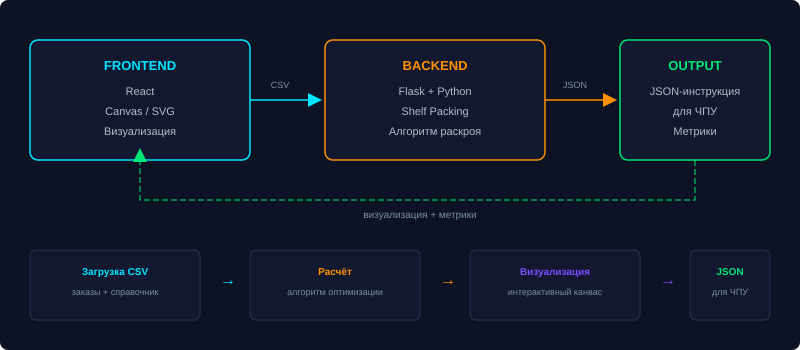 FRONTEND
React
Canvas / SVG
Визуализация
CSV
BACKEND
Flask + Python
Shelf Packing
Алгоритм раскроя
JSON
OUTPUT
JSON-инструкция
для ЧПУ
Метрики
визуализация + метрики
Загрузка CSV
заказы + справочник
→
Расчёт
алгоритм оптимизации
→
Визуализация
интерактивный канвас
→
JSON
для ЧПУ